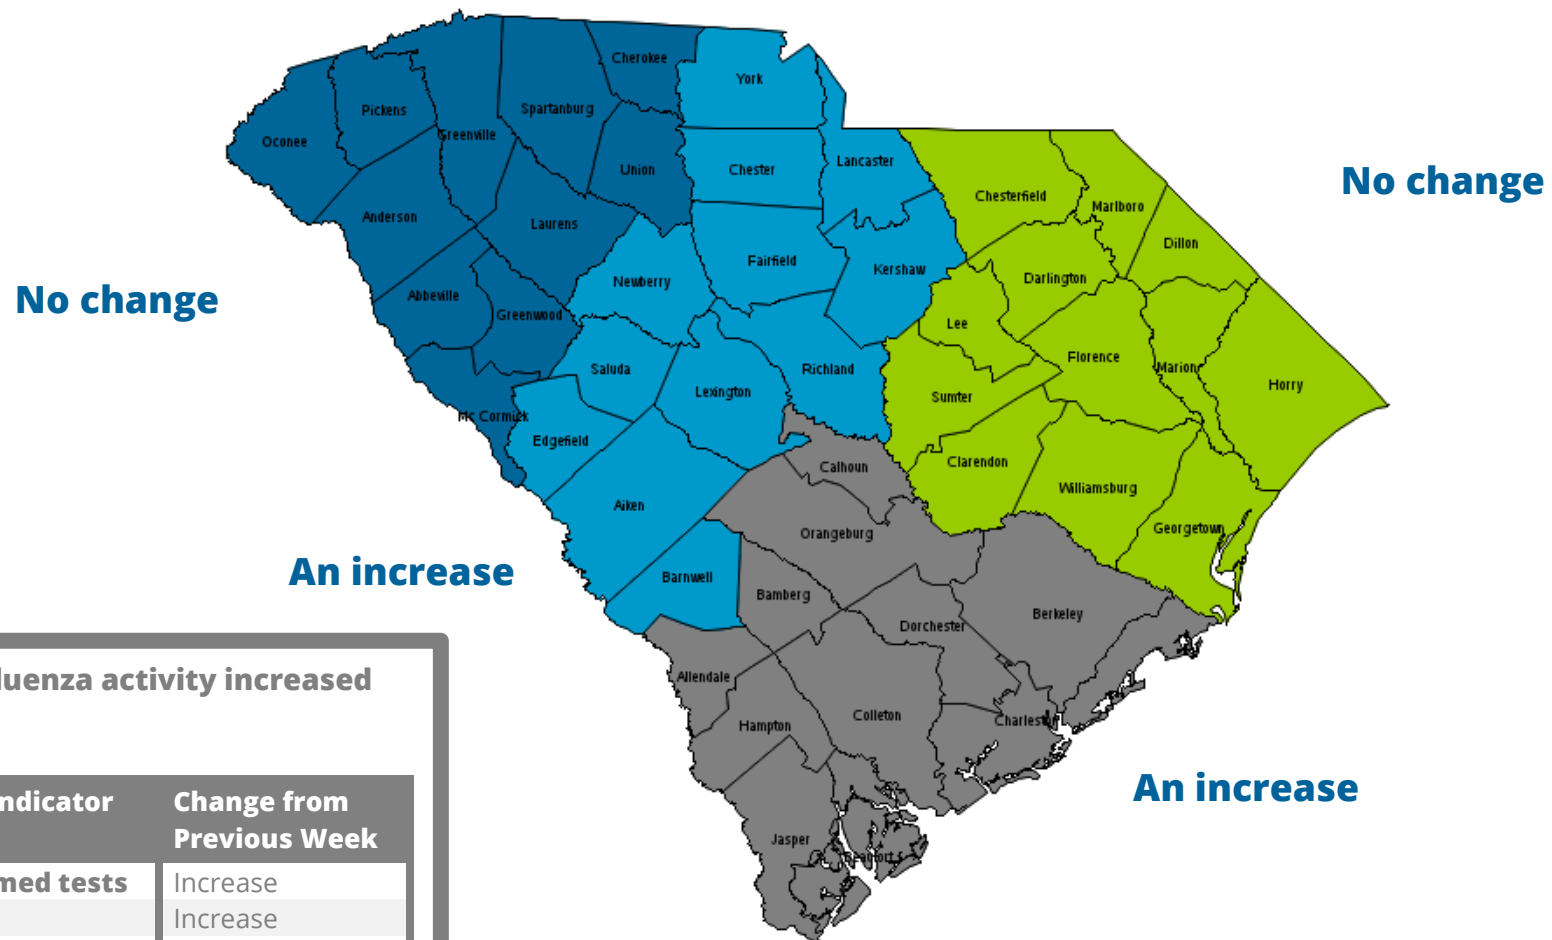 Cherokee
York
Pickens
Spartanburg
Greenville
Oconee
Union
Chester
Lancaster
No change
Chesterfield
Marlboro
Anderson
Laurens
Dillon
Fairfield
Kershaw
Newberry
Darlington
No change
Abbeville
Greenwood
Lee
Florence
Saluda
Richland
Marion
Horry
Lexington
Sumter
Mc Cormick
Edgefield
Calhoun
Clarendon
Williamsburg
Aiken
Orangeburg
Georgetown
An increase
Barnwell
Bamberg
Berkeley
Dorchester
luenza activity increased
Allendale
Hampton
Colleton
Charleston
An increase
ndicator
Change from
Previous Week
Jasper
Beaufort
med tests
Increase
Increase